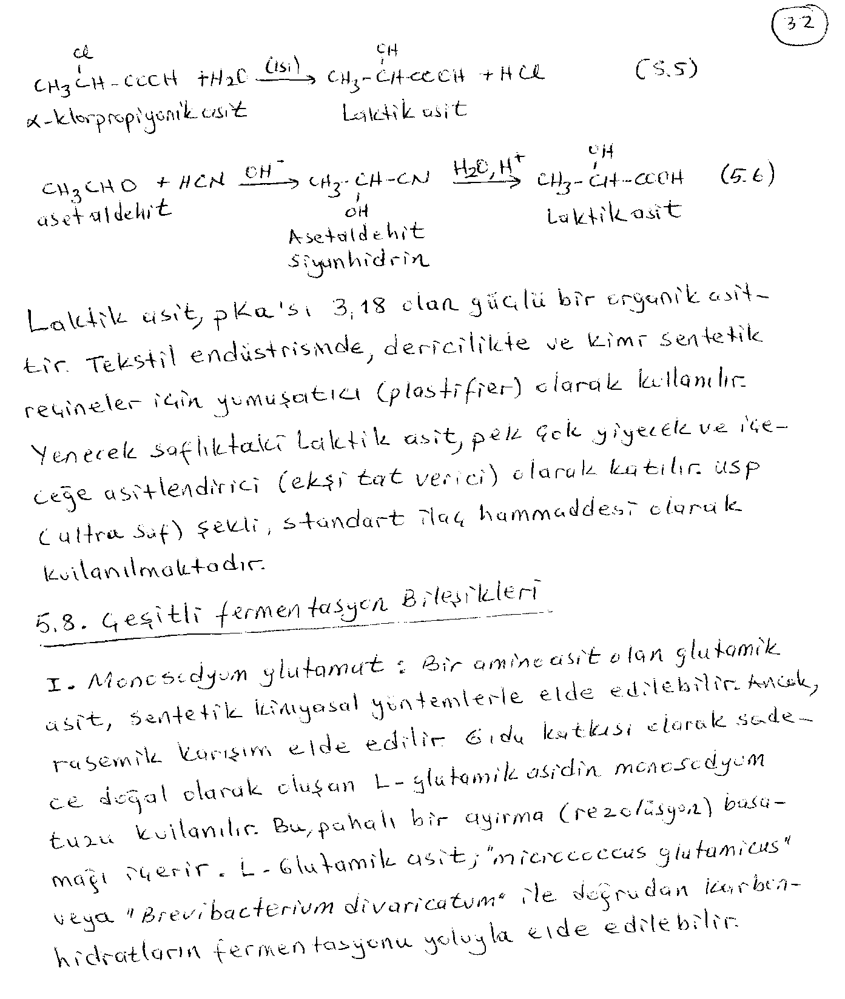 32
Cl OH
CH3CH-COOH +H2O (ısı) → CH3-CH-COOH + HCl (5.5)
α-klorpropiyonik asit Laktik asit
OH
CH3CHO + HCN OH⁻ → CH3-CH-CN H2O, H⁺ → CH3-CH-COOH (5.6)
OH
asetaldehit Laktik asit
Asetaldehit
siyanhidrin
Laktik asit, pKa'sı 3,18 olan güçlü bir organik asit-
tir. Tekstil endüstrisinde, dericilikte ve kimi sentetik
reçineler için yumuşatıcı (plastifier) olarak kullanılır.
Yenecek saflıktaki Laktik asit, pek çok yiyecek ve içe-
ceğe asitlendirici (ekşi tat verici) olarak katılır. USP
(ultra saf) şekli, standart ilaç hammaddesi olarak
kullanılmaktadır.
5.8. Çeşitli fermentasyon Bileşikleri
I. Monosodyum glutamat : Bir amino asit olan glutamik
asit, sentetik kimyasal yöntemlerle elde edilebilir. Ancak,
rasemik karışım elde edilir. Gıda katkısı olarak sade-
ce doğal olarak oluşan L-glutamik asidin monosodyum
tuzu kullanılır. Bu, pahalı bir ayırma (rezolüsyon) basa-
mağı içerir. L-Glutamik asit; "micrococcus glutamicus"
veya "Brevibacterium divaricatum" ile doğrudan karbon-
hidratların fermentasyonu yoluyla elde edilebilir.